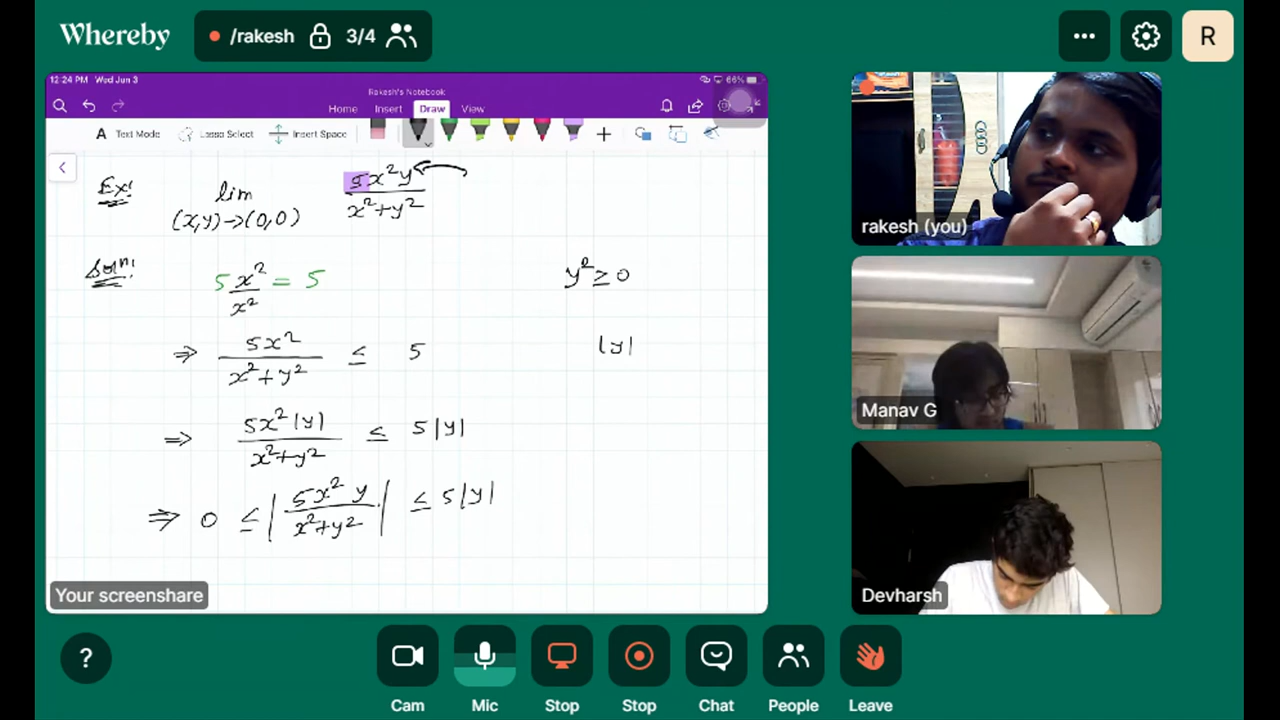 Whereby
/rakesh 3/4
R
12:24 PM Wed Jun 3
66%
Rakesh's Notebook
Home Insert Draw View
A Text Mode Lasso Select Insert Space
Ex:
lim
(x,y)→(0,0)
5x²y
x²+y²
Soln:
5 x² = 5
x²
y² ≥ 0
⇒ 5x² ≤ 5
x²+y²
|y|
⇒ 5x²|y| ≤ 5|y|
x²+y²
⇒ 0 ≤ | 5x² y | ≤ 5|y|
x²+y²
Your screenshare
rakesh (you)
Manav G
Devharsh
?
Cam Mic Stop Stop Chat People Leave